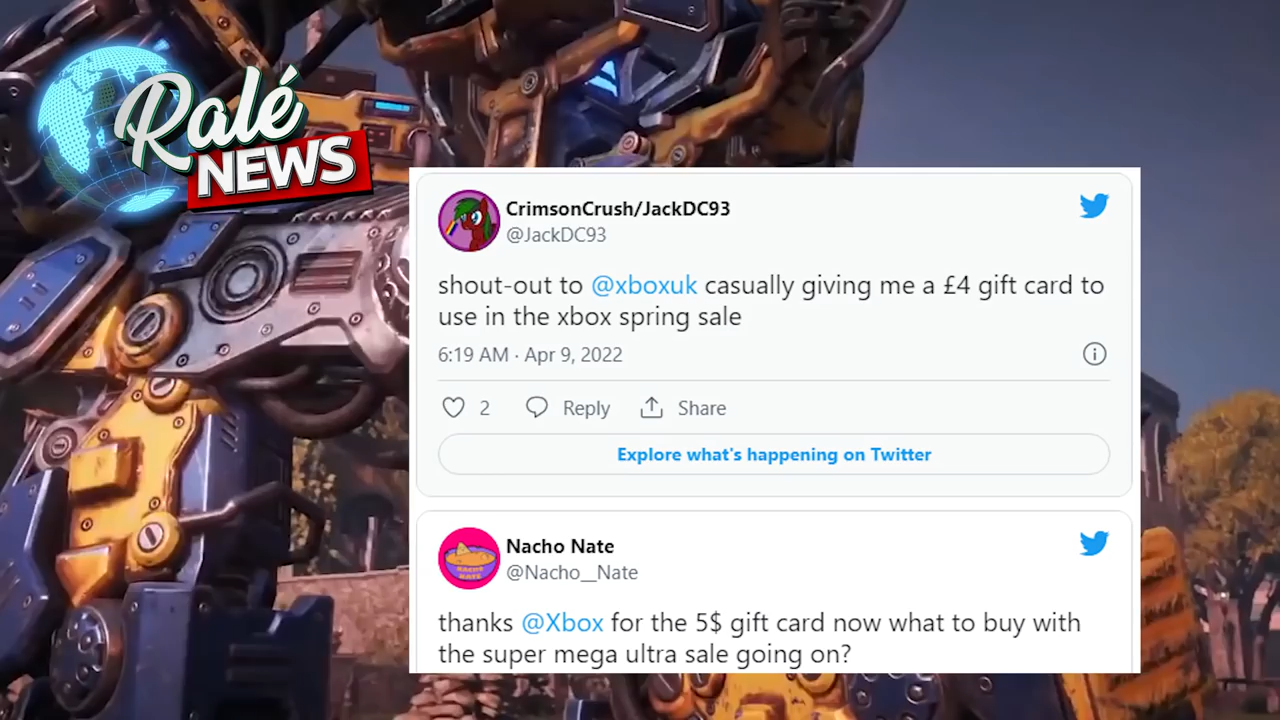 Ralé
NEWS
CrimsonCrush/JackDC93
@JackDC93
shout-out to @xboxuk casually giving me a £4 gift card to
use in the xbox spring sale
6:19 AM · Apr 9, 2022
2 Reply Share
Explore what's happening on Twitter
NACHO
NATE
Nacho Nate
@Nacho__Nate
thanks @Xbox for the 5$ gift card now what to buy with
the super mega ultra sale going on?